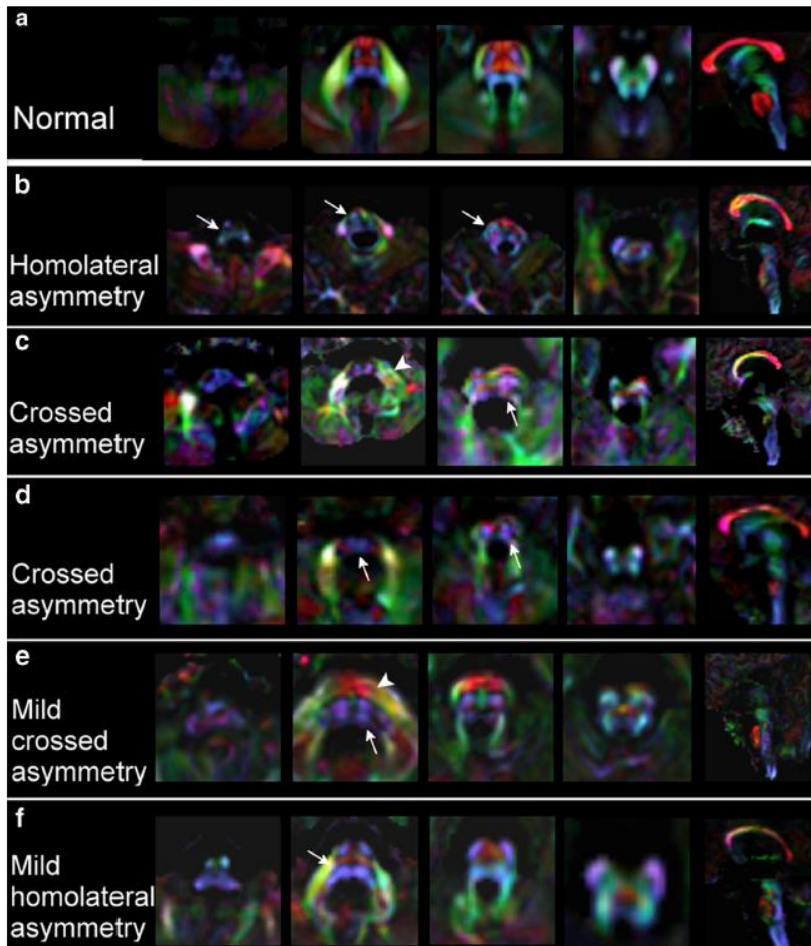 a
Normal
b
Homolateral
asymmetry
c
Crossed
asymmetry
d
Crossed
asymmetry
e
Mild
crossed
asymmetry
f
Mild
homolateral
asymmetry